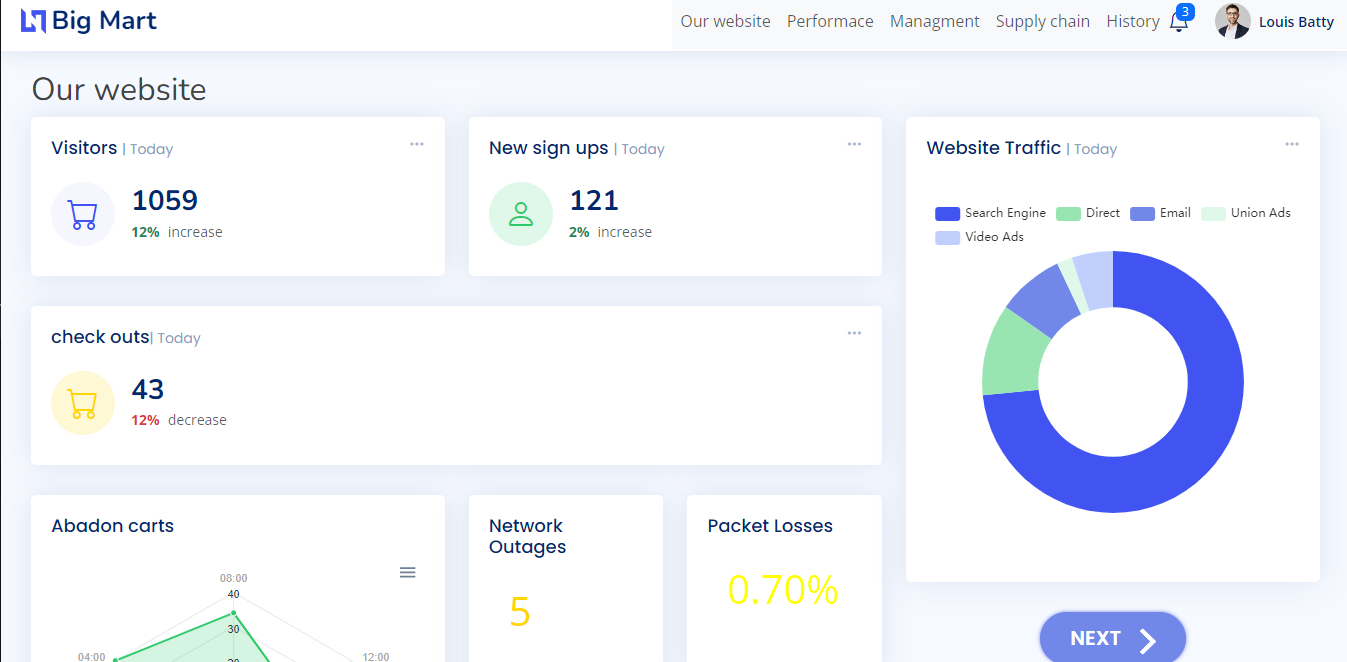 Big Mart
Our website Performace Managment Supply chain History 3 Louis Batty
Our website
Visitors | Today
1059
12% increase
New sign ups | Today
121
2% increase
Website Traffic | Today
Search Engine Direct Email Union Ads
Video Ads
check outs| Today
43
12% decrease
Abadon carts
08:00
40
30
04:00
12:00
Network
Outages
5
Packet Losses
0.70%
NEXT